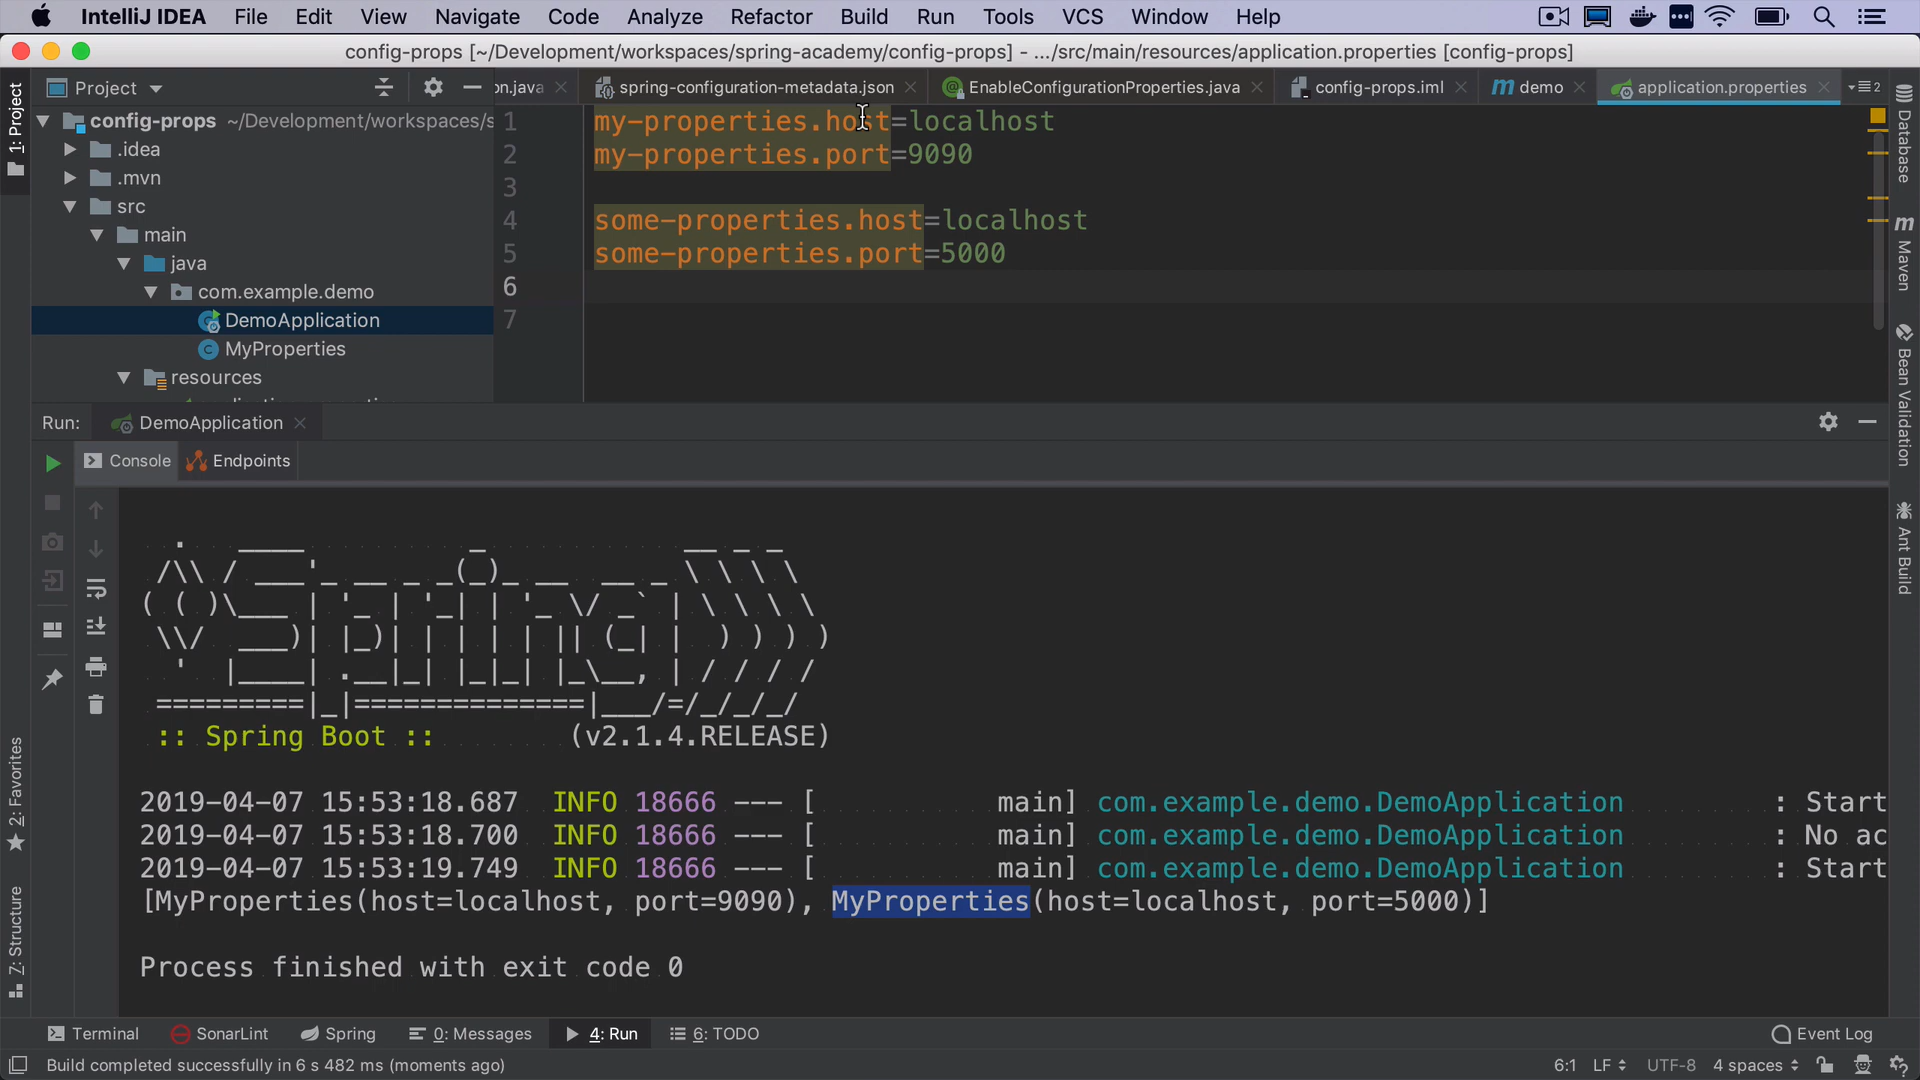 IntelliJ IDEA File Edit View Navigate Code Analyze Refactor Build Run Tools VCS Window Help
config-props [~/Development/workspaces/spring-academy/config-props] - .../src/main/resources/application.properties [config-props]
Project
on.java
spring-configuration-metadata.json
EnableConfigurationProperties.java
config-props.iml
demo
application.properties
2
1: Project
config-props ~/Development/workspaces/s
.idea
.mvn
src
main
java
com.example.demo
DemoApplication
MyProperties
resources
1 my-properties.host=localhost
2 my-properties.port=9090
3
4 some-properties.host=localhost
5 some-properties.port=5000
6
7
Database
Maven
Bean Validation
Ant Build
Run: DemoApplication
Console Endpoints
:: Spring Boot :: (v2.1.4.RELEASE)
2019-04-07 15:53:18.687 INFO 18666 --- [ main] com.example.demo.DemoApplication : Start
2019-04-07 15:53:18.700 INFO 18666 --- [ main] com.example.demo.DemoApplication : No ac
2019-04-07 15:53:19.749 INFO 18666 --- [ main] com.example.demo.DemoApplication : Start
[MyProperties(host=localhost, port=9090), MyProperties(host=localhost, port=5000)]
Process finished with exit code 0
2: Favorites
7: Structure
Terminal SonarLint Spring 0: Messages 4: Run 6: TODO Event Log
Build completed successfully in 6 s 482 ms (moments ago) 6:1 LF UTF-8 4 spaces